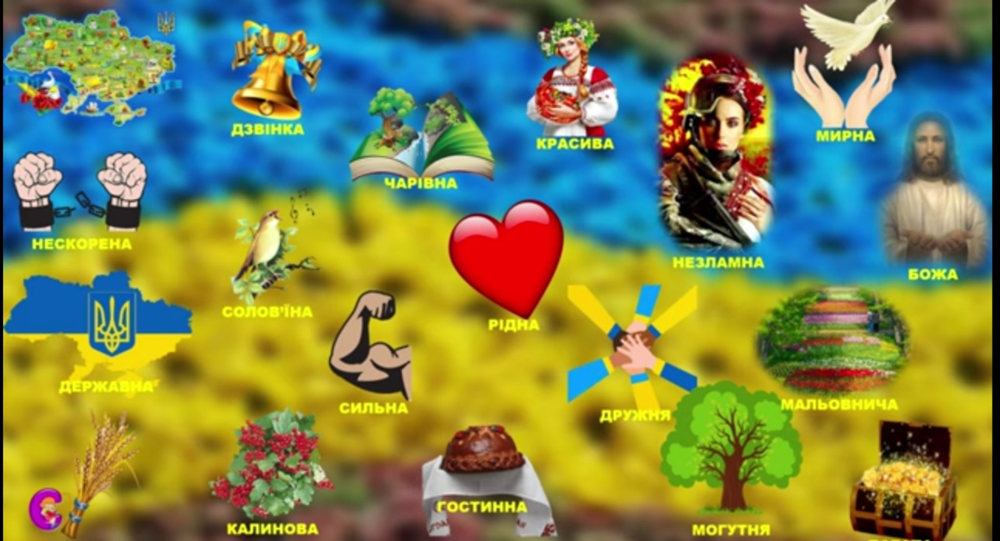 ДЗВІНКА
КРАСИВА
МИРНА
ЧАРІВНА
НЕСКОРЕНА
НЕЗЛАМНА
БОЖА
СОЛОВ'ЇНА
РІДНА
ДЕРЖАВНА
СИЛЬНА
ДРУЖНЯ
МАЛЬОВНИЧА
Є
ГОСТИННА
КАЛИНОВА
МОГУТНЯ